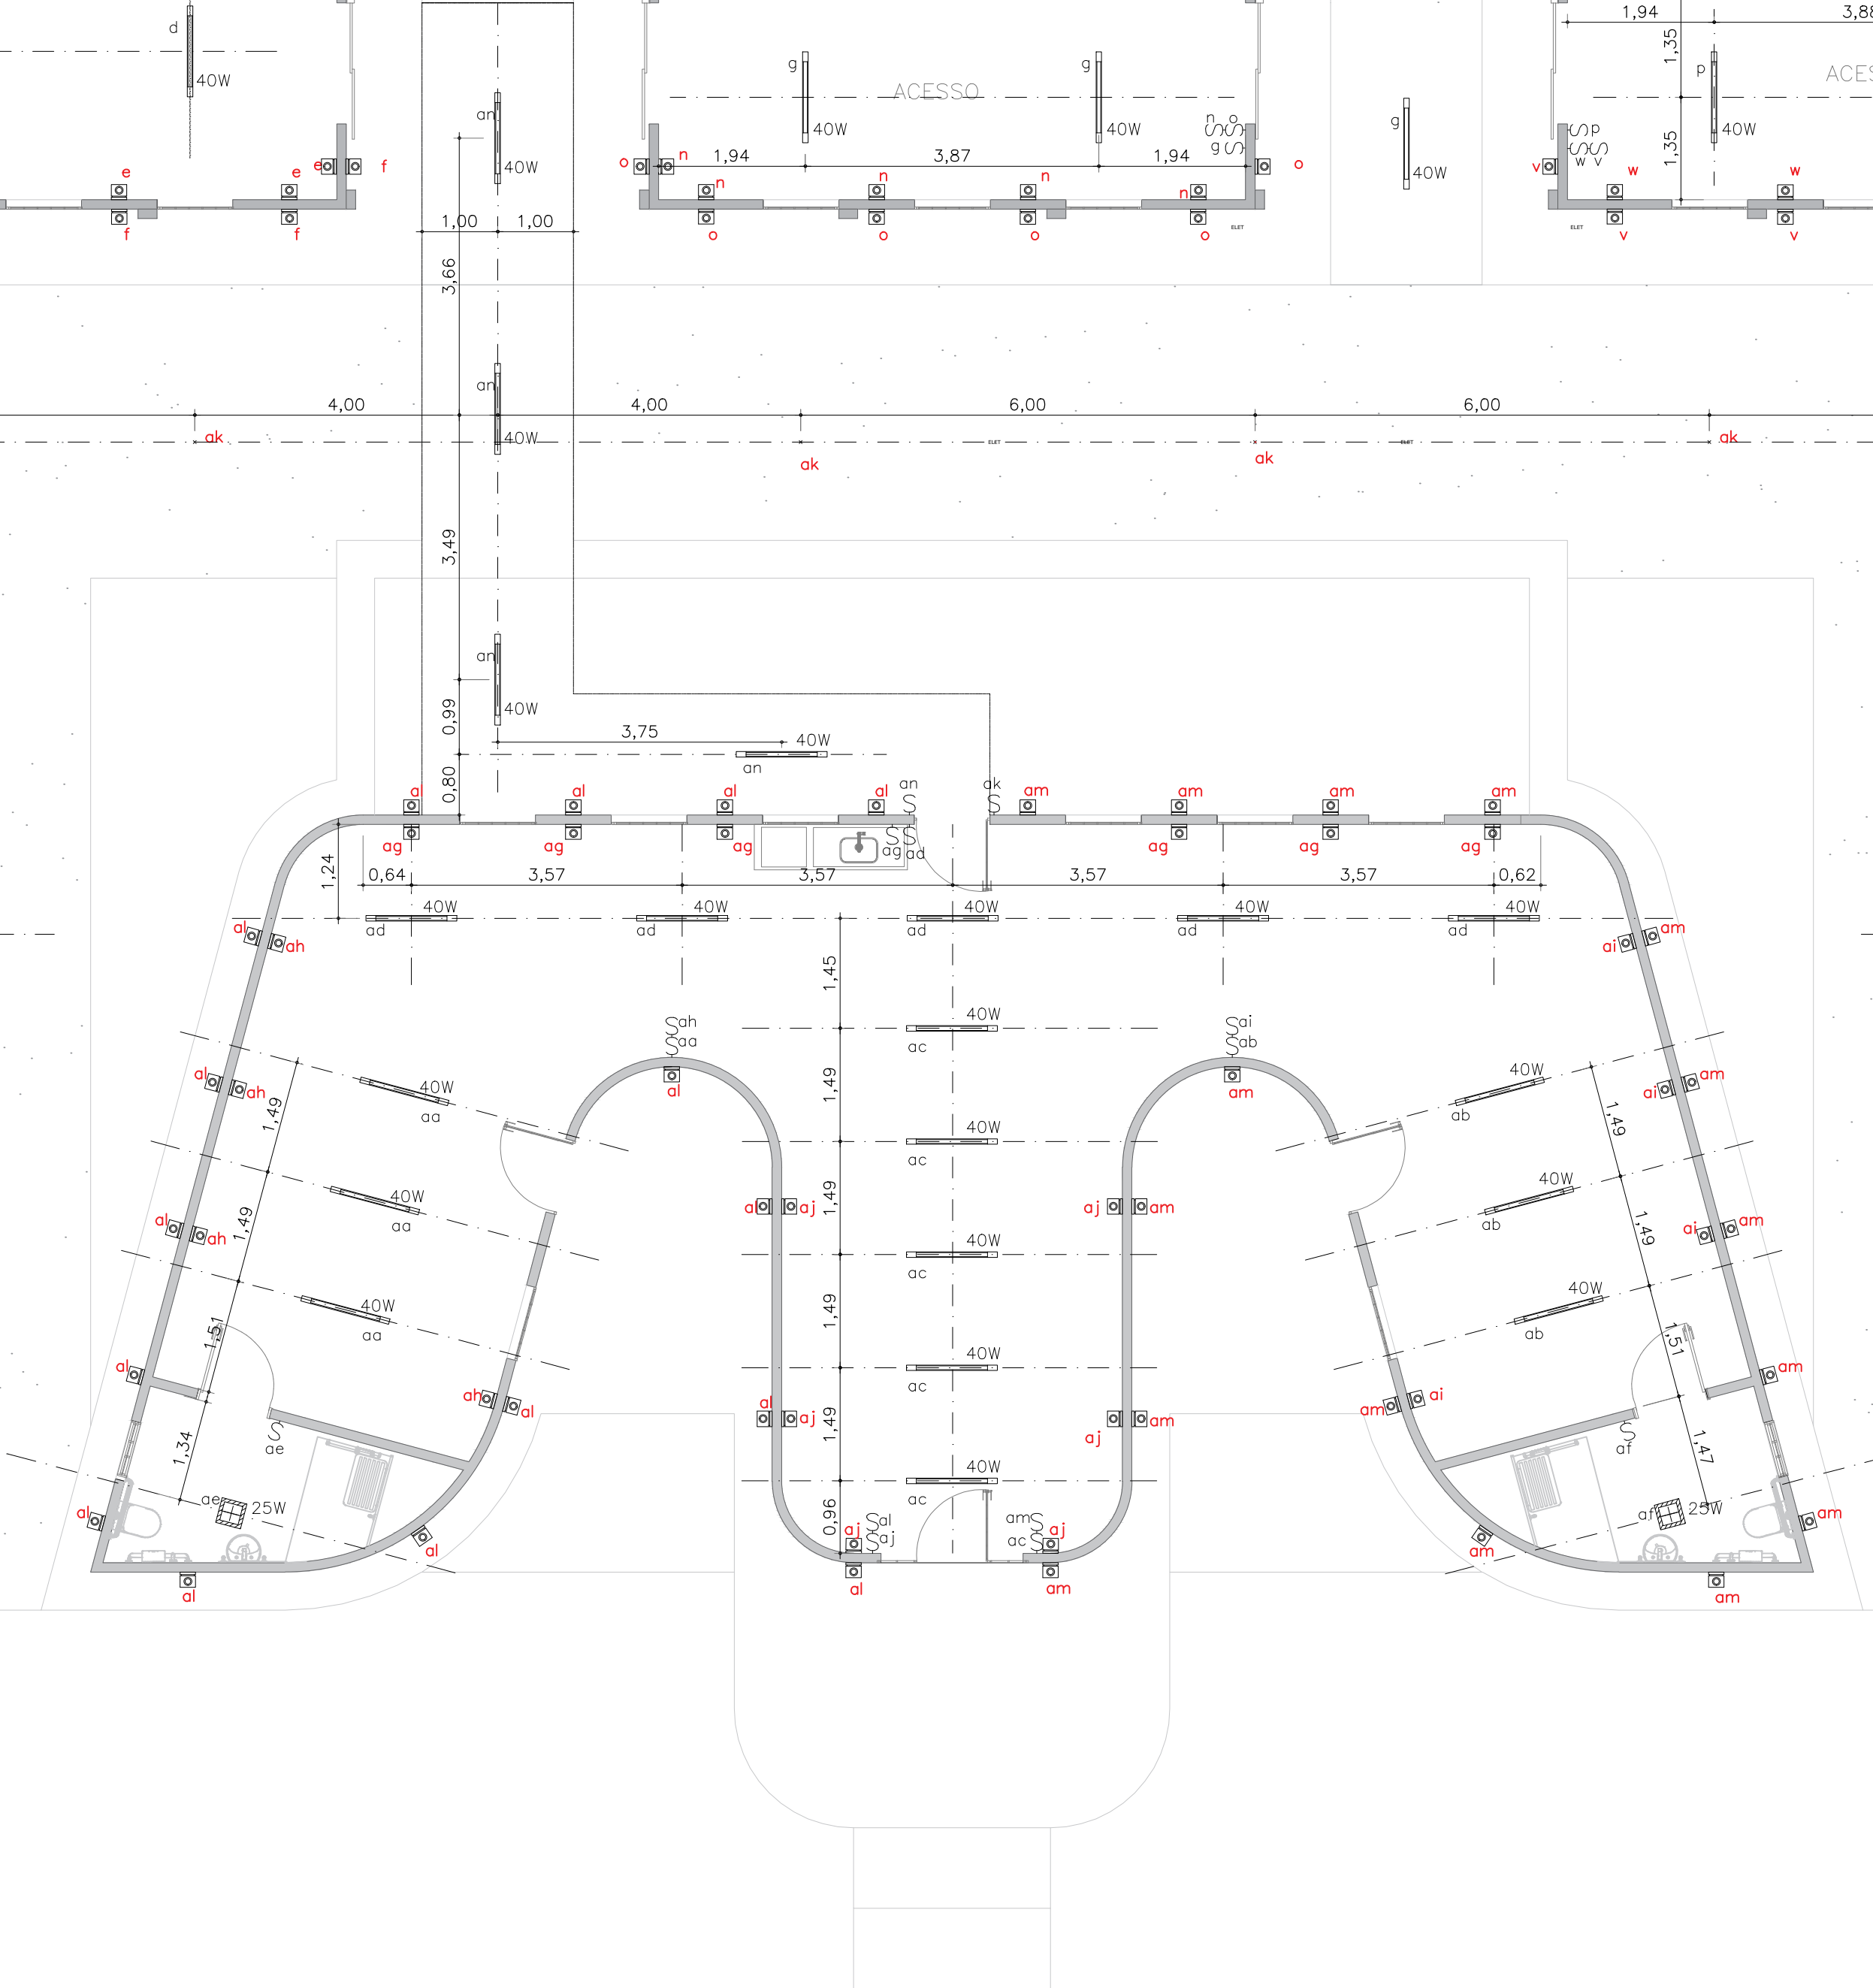 1,94
3,88
d
1,35
g
g
p
ACESSO
ACES
40W
an
g
n o
S S
g S
S p
S S
w v
40W
40W
40W
1,35
e
e
e
f
40W
o
n
1,94
3,87
1,94
o
40W
v
w
w
n
n
n
n
f
f
1,00
1,00
o
o
o
o
ELET
ELET
v
v
3,66
an
4,00
4,00
6,00
6,00
ak
40W
ELET
ELET
ak
ak
ak
3,49
an
40W
0,99
3,75
40W
an
0,80
al
al
al
al
an
S
ak
S
am
am
am
am
ag
ag
ag
S S
ag ad
ag
ag
ag
1,24
0,64
3,57
3,57
3,57
3,57
0,62
40W
40W
40W
40W
40W
ad
ad
ad
ad
ad
al
ah
ai
am
1,45
40W
S ah
S aa
S ai
S ab
ac
al
ah
40W
aa
al
1,49
am
40W
ab
ai
am
1,49
1,49
40W
ac
al
ah
40W
aa
1,49
al
aj
1,49
aj
am
40W
ab
1,49
ai
am
40W
ac
40W
aa
1,49
40W
ab
1,51
1,51
al
40W
ac
am
ah
al
al
aj
1,49
aj
am
am
ai
S
ae
S
af
1,34
1,47
40W
ac
al
ae
25W
af
25W
am
al
0,96
aj
S al
S aj
am S
ac S
aj
am
al
al
am
am